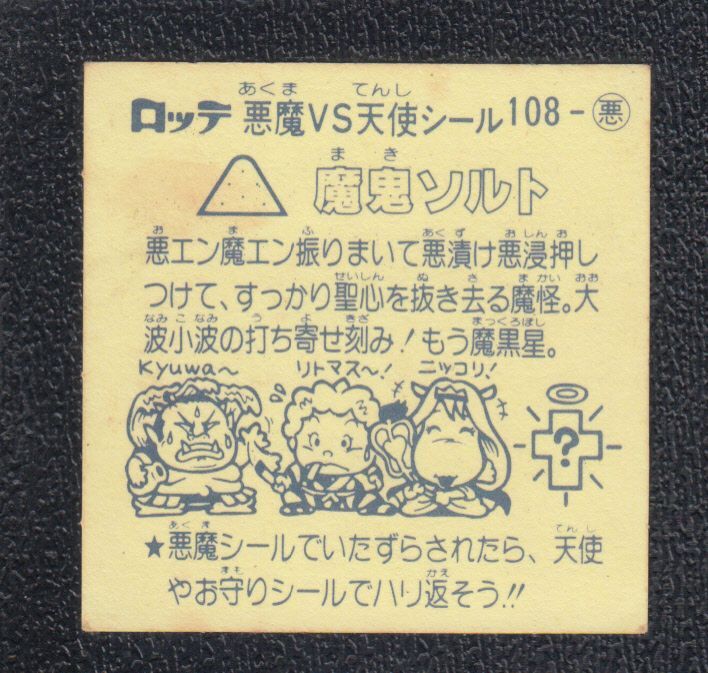 ロッテ 悪魔VS天使シール 108-悪
魔鬼ソルト
悪エン魔エン振りまいて悪漬け悪浸押し
つけて、すっかり聖心を抜き去る魔怪。大
波小波の打ち寄せ刻み!もう魔黒星。
Kyuwa〜 リトマス〜! ニッコリ!
?
★悪魔シールでいたずらされたら、天使
やお守りシールでハリ返そう!!